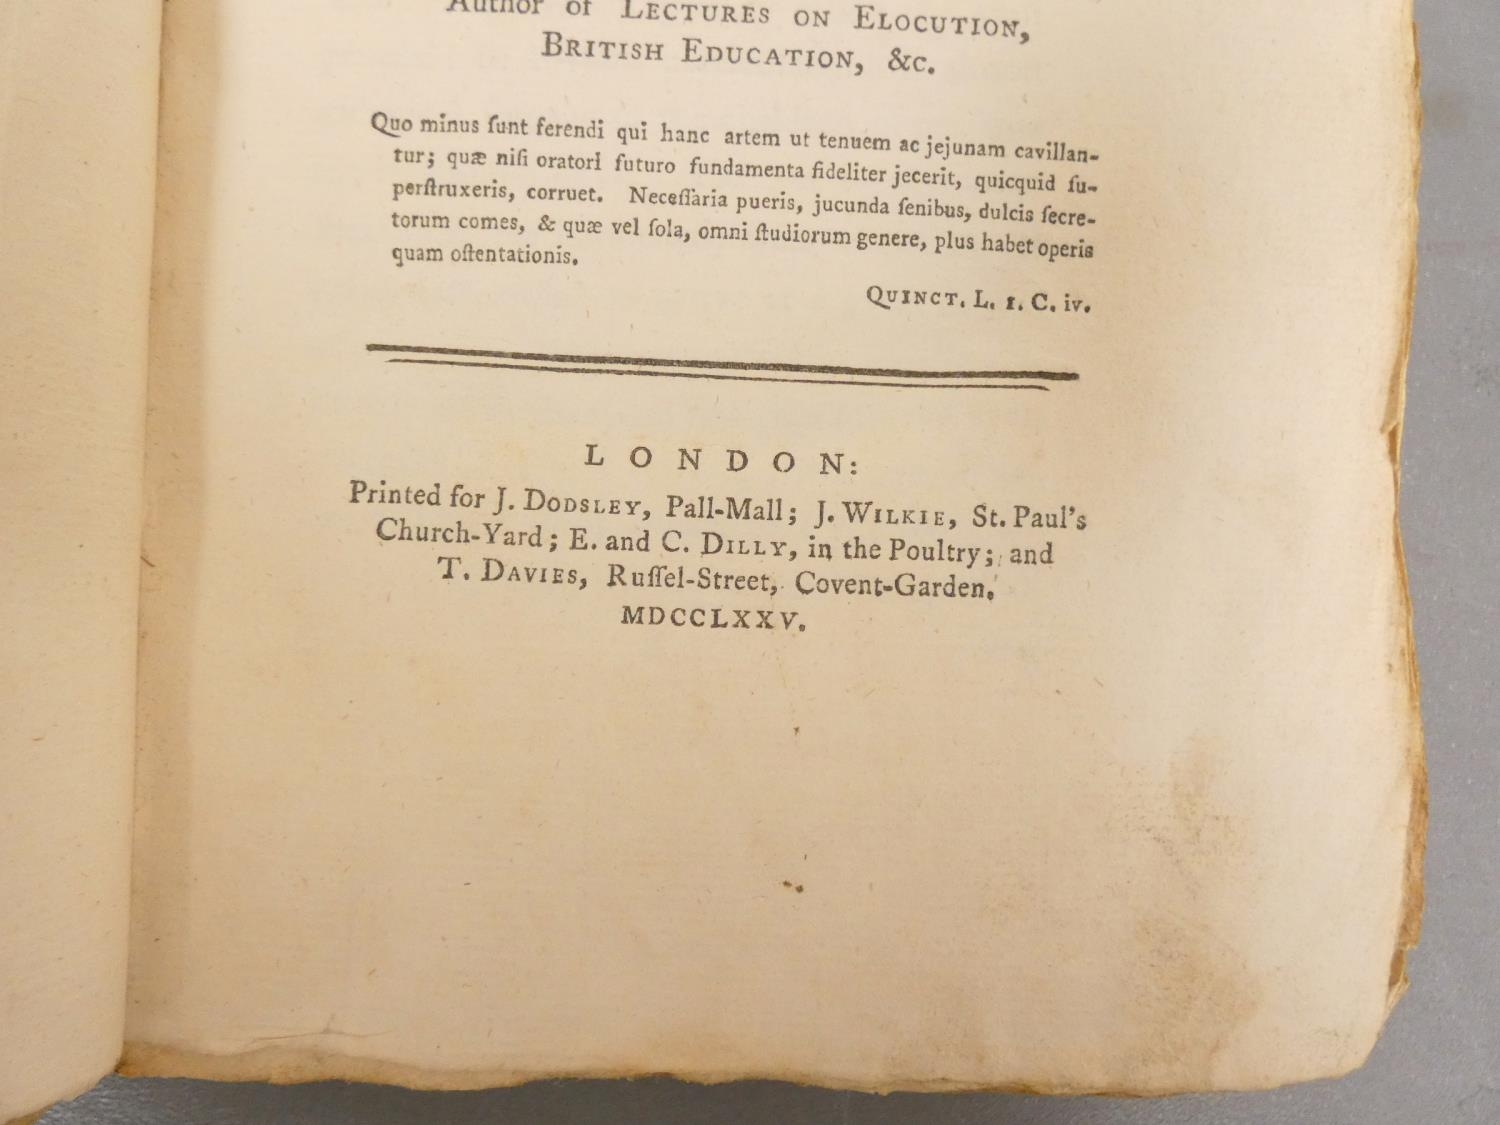 Author of LECTURES ON ELOCUTION,
BRITISH EDUCATION, &c.
Quo minus ſunt ferendi qui hanc artem ut tenuem ac jejunam cavillan-
tur; quæ niſi oratori futuro fundamenta fideliter jecerit, quicquid ſu-
perſtruxeris, corruet. Neceſſaria pueris, jucunda ſenibus, dulcis ſecre-
torum comes, & quæ vel ſola, omni ſtudiorum genere, plus habet operis
quam oſtentationis.
QUINCT. L. 1. C. iv.
LONDON:
Printed for J. DODSLEY, Pall-Mall; J. WILKIE, St. Paul's
Church-Yard; E. and C. DILLY, in the Poultry; and
T. DAVIES, Ruſſel-Street, Covent-Garden.
MDCCLXXV.